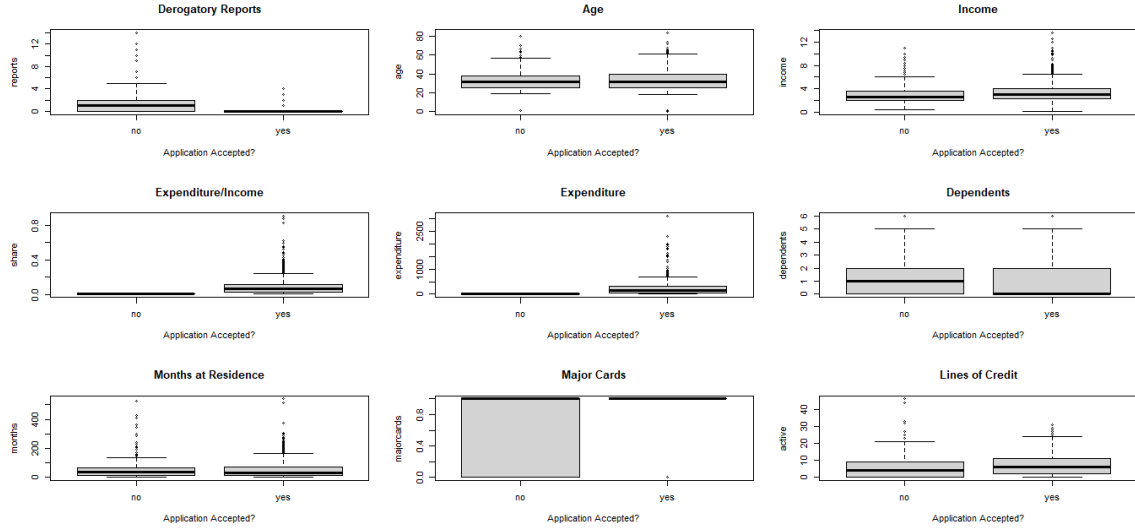 Derogatory Reports
reports
0 4 8 12
no yes
Application Accepted?
Age
age
0 20 40 60 80
no yes
Application Accepted?
Income
income
0 4 8 12
no yes
Application Accepted?
Expenditure/Income
share
0.0 0.4 0.8
no yes
Application Accepted?
Expenditure
expenditure
0 1000 2500
no yes
Application Accepted?
Dependents
dependents
0 1 2 3 4 5 6
no yes
Application Accepted?
Months at Residence
months
0 200 400
no yes
Application Accepted?
Major Cards
majorcards
0.0 0.4 0.8
no yes
Application Accepted?
Lines of Credit
active
0 10 20 30 40
no yes
Application Accepted?